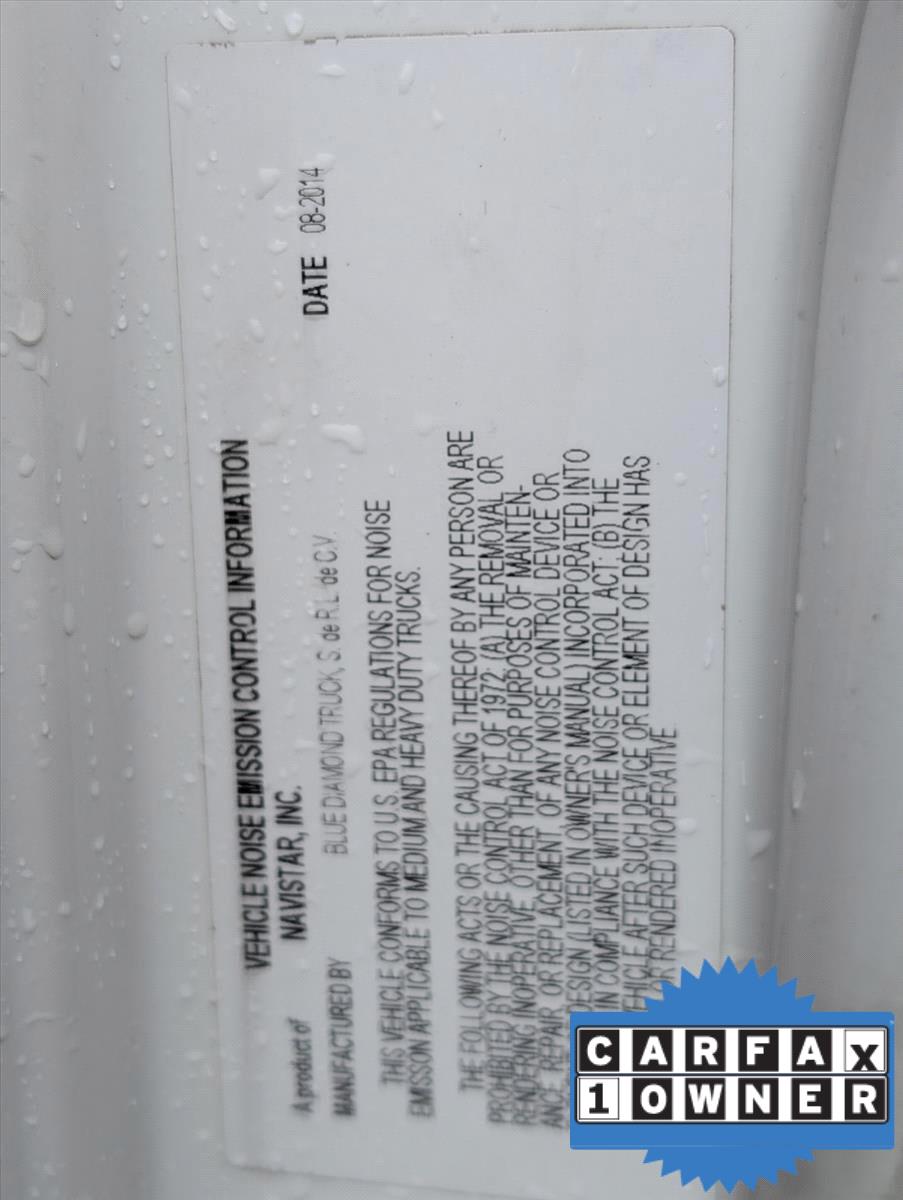 VEHICLE NOISE EMISSION CONTROL INFORMATION
A product of NAVISTAR, INC.
MANUFACTURED BY BLUE DIAMOND TRUCK, S. de R.L. de C.V. DATE 08-2014
THIS VEHICLE CONFORMS TO U.S. EPA REGULATIONS FOR NOISE
EMISSON APPLICABLE TO MEDIUM AND HEAVY DUTY TRUCKS.
THE FOLLOWING ACTS OR THE CAUSING THEREOF BY ANY PERSON ARE
PROHIBITED BY THE NOISE CONTROL ACT OF 1972: (A) THE REMOVAL OR
RENDERING INOPERATIVE, OTHER THAN FOR PURPOSES OF MAINTEN-
ANCE, REPAIR, OR REPLACEMENT, OF ANY NOISE CONTROL DEVICE OR
DESIGN (LISTED IN OWNER'S MANUAL) INCORPORATED INTO
IN COMPLIANCE WITH THE NOISE CONTROL ACT; (B) THE
VEHICLE AFTER SUCH DEVICE OR ELEMENT OF DESIGN HAS
OR RENDERED INOPERATIVE
CARFAX
1 OWNER